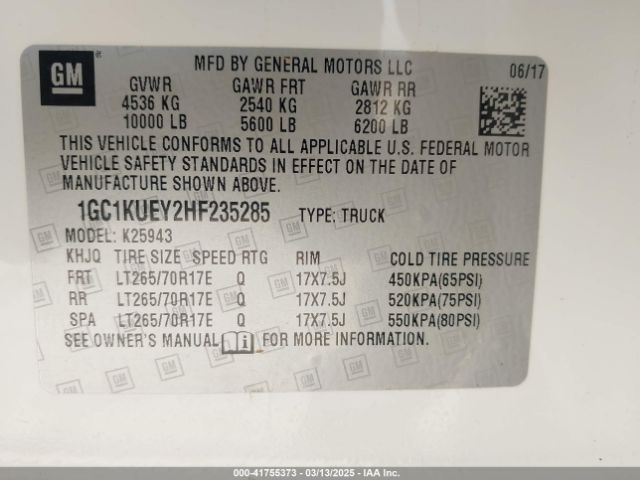 GM
MFD BY GENERAL MOTORS LLC 06/17
GVWR GAWR FRT GAWR RR
4536 KG 2540 KG 2812 KG
10000 LB 5600 LB 6200 LB
THIS VEHICLE CONFORMS TO ALL APPLICABLE U.S. FEDERAL MOTOR
VEHICLE SAFETY STANDARDS IN EFFECT ON THE DATE OF
MANUFACTURE SHOWN ABOVE.
1GC1KUEY2HF235285 TYPE: TRUCK
MODEL: K25943
KHJQ TIRE SIZE SPEED RTG RIM COLD TIRE PRESSURE
FRT LT265/70R17E Q 17X7.5J 450KPA(65PSI)
RR LT265/70R17E Q 17X7.5J 520KPA(75PSI)
SPA LT265/70R17E Q 17X7.5J 550KPA(80PSI)
SEE OWNER'S MANUAL FOR MORE INFORMATION.
000-41755373 - 03/13/2025 - IAAI.com